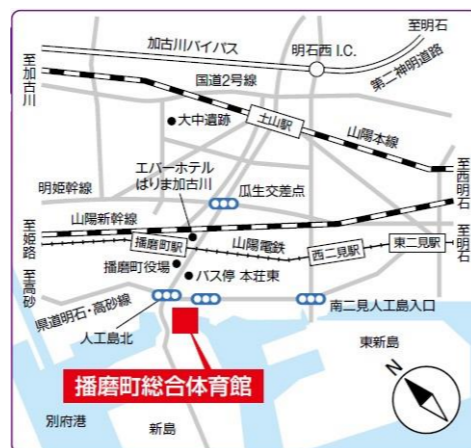 至明石
加古川バイパス
明石西 I.C.
第二神明道路
至加古川
国道2号線
大中遺跡
土山駅
山陽本線
エバーホテル
はりま加古川
至西明石
明姫幹線
瓜生交差点
山陽新幹線
至姫路
播磨町駅
山陽電鉄
西二見駅
東二見駅
至明石
播磨町役場
バス停 本荘東
至高砂
県道明石・高砂線
人工島北
南二見人工島入口
播磨町総合体育館
東新島
N
別府港
新島